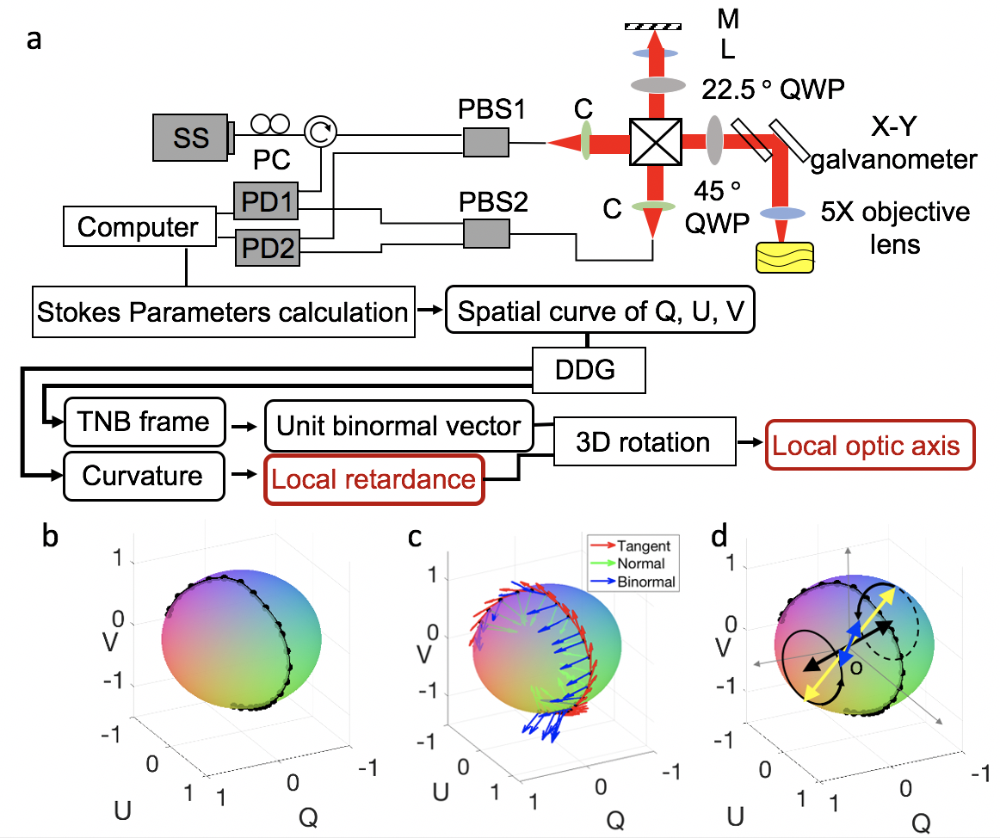 a
M
L
22.5 ° QWP
PBS1
C
SS
PC
X-Y
galvanometer
PD1
PBS2
C
45 °
QWP
5X objective
lens
Computer
PD2
Stokes Parameters calculation
Spatial curve of Q, U, V
DDG
TNB frame
Unit binormal vector
3D rotation
Local optic axis
Curvature
Local retardance
b
1
0
V
-1
-1
0
1
U
1
0
-1
Q
c
Tangent
Normal
Binormal
1
0
V
-1
-1
0
1
U
1
0
-1
Q
d
1
0
V
-1
o
-1
0
1
U
1
0
-1
Q